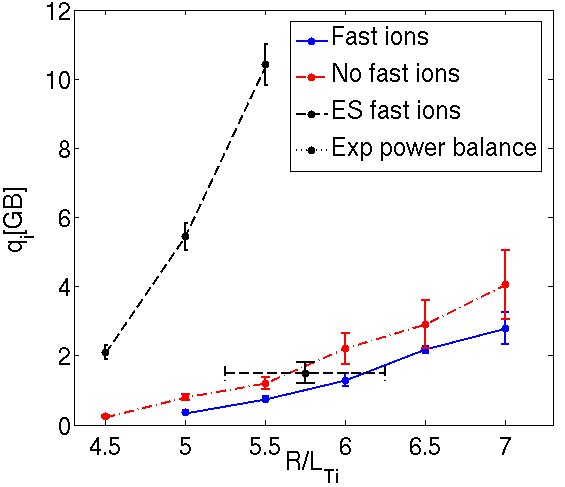 12
10
8
6
4
2
0
q_i[GB]
Fast ions
No fast ions
ES fast ions
Exp power balance
4.5 5 5.5 6 6.5 7
R/L_Ti